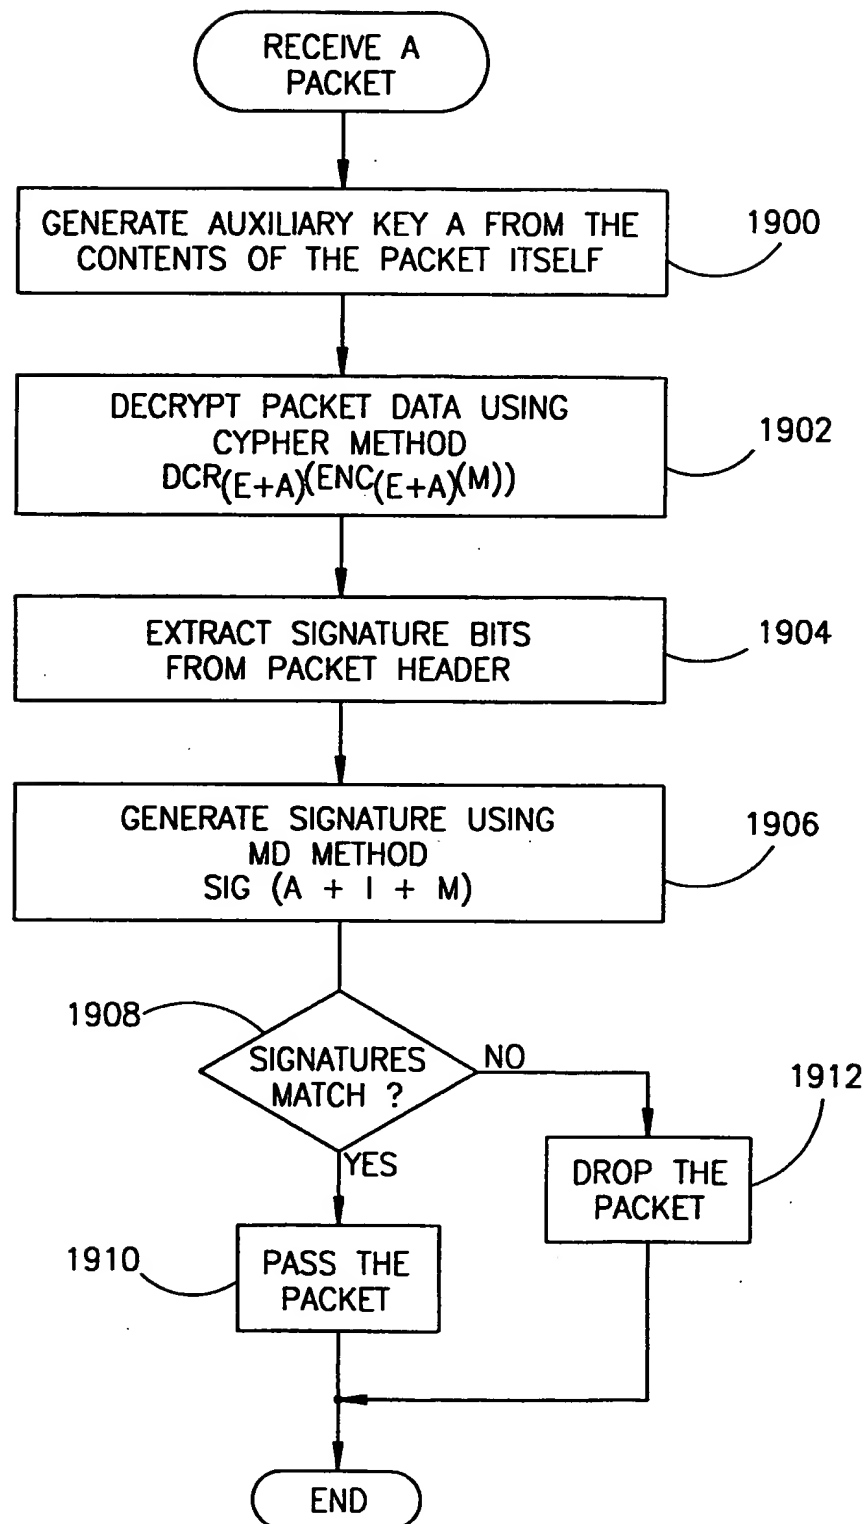 RECEIVE A
PACKET
GENERATE AUXILIARY KEY A FROM THE
CONTENTS OF THE PACKET ITSELF
1900
DECRYPT PACKET DATA USING
CYPHER METHOD
DCR(E+A)(ENC(E+A)(M))
1902
EXTRACT SIGNATURE BITS
FROM PACKET HEADER
1904
GENERATE SIGNATURE USING
MD METHOD
SIG (A + I + M)
1906
1908
SIGNATURES
MATCH ?
NO
YES
1912
DROP THE
PACKET
1910
PASS THE
PACKET
END